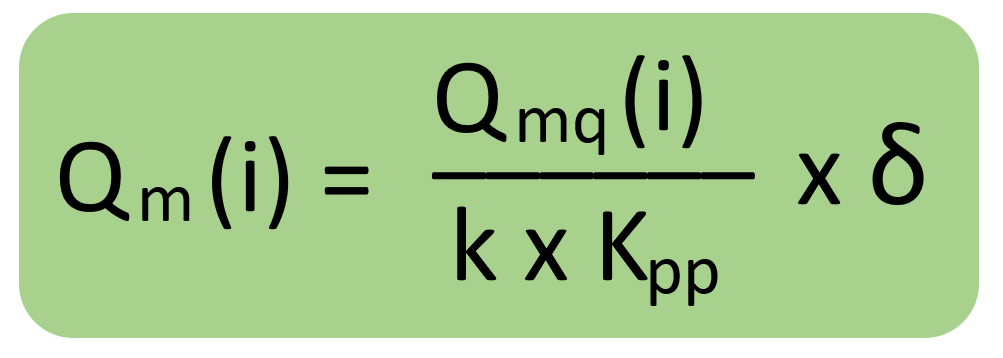 Qmq(i)
Qm(i) = ——— x δ
k x Kpp